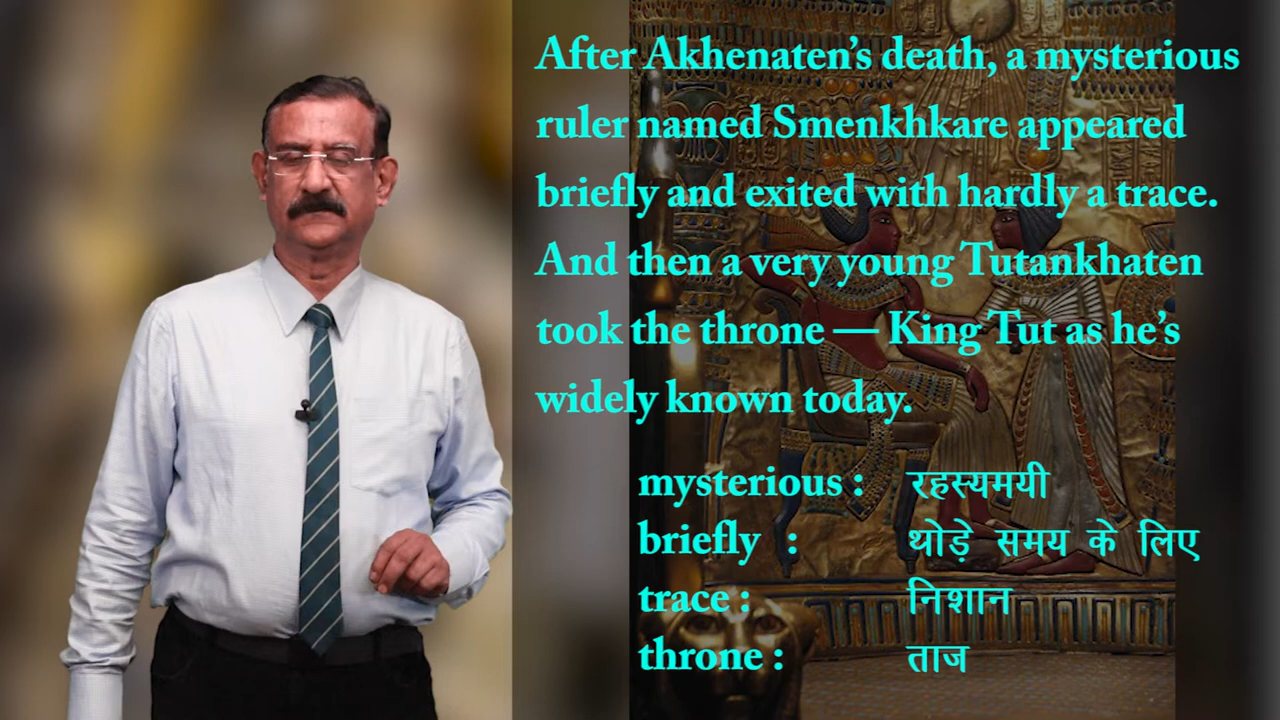 After Akhenaten’s death, a mysterious
ruler named Smenkhkare appeared
briefly and exited with hardly a trace.
And then a very young Tutankhaten
took the throne — King Tut as he’s
widely known today.
mysterious : रहस्यमयी
briefly : थोड़े समय के लिए
trace : निशान
throne : ताज